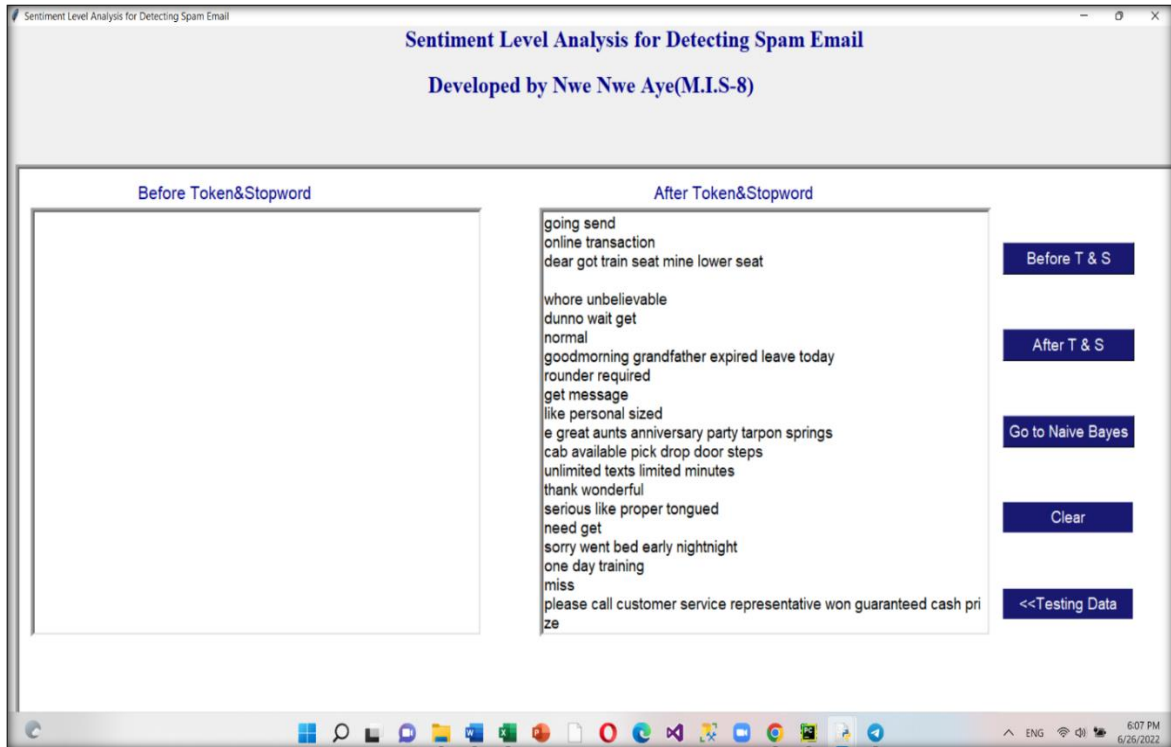 Sentiment Level Analysis for Detecting Spam Email
Sentiment Level Analysis for Detecting Spam Email
Developed by Nwe Nwe Aye(M.I.S-8)
Before Token&Stopword
After Token&Stopword
going send
online transaction
dear got train seat mine lower seat
whore unbelievable
dunno wait get
normal
goodmorning grandfather expired leave today
rounder required
get message
like personal sized
e great aunts anniversary party tarpon springs
cab available pick drop door steps
unlimited texts limited minutes
thank wonderful
serious like proper tongued
need get
sorry went bed early nightnight
one day training
miss
please call customer service representative won guaranteed cash pri
ze
Before T & S
After T & S
Go to Naive Bayes
Clear
<<Testing Data
ENG
6:07 PM
6/26/2022